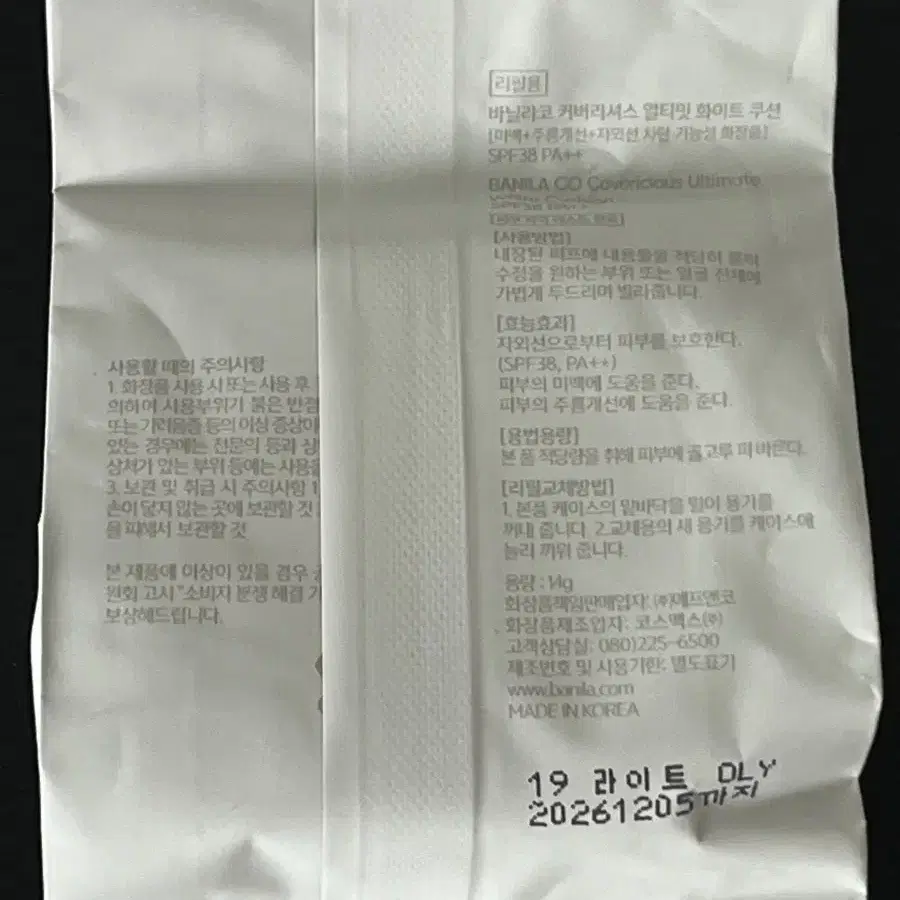 사용할 때의 주의사항
1. 화장품 사용 시 또는 사용 후
의하여 사용부위가 붉은 반점
또는 가려움증 등의 이상 증상이
있는 경우에는 전문의 등과 상
상처가 있는 부위 등에는 사용을
3. 보관 및 취급 시 주의사항 1
손이 닿지 않는 곳에 보관할 것
을 피해서 보관할 것
본 제품에 이상이 있을 경우 공
원회 고시 "소비자 분쟁 해결 기
보상해드립니다.
리필용
바닐라코 커버리셔스 얼티밋 화이트 쿠션
[미백+주름개선+자외선 차단 기능성 화장품]
SPF38 PA++
BANILA CO Covericious Ultimate
White Cushion
[사용방법]
내장된 퍼프에 내용물을 적당히 묻혀
수정을 원하는 부위 또는 얼굴 전체에
가볍게 두드리며 발라줍니다.
[효능효과]
자외선으로부터 피부를 보호한다.
(SPF38, PA++)
피부의 미백에 도움을 준다.
피부의 주름개선에 도움을 준다.
[용법용량]
본 품 적당량을 취해 피부에 골고루 펴 바른다.
[리필교체방법]
1. 본품 케이스의 밑바닥을 밀어 용기를
꺼내 줍니다. 2.교체용의 새 용기를 케이스에
눌러 끼워 줍니다.
용량 : 14g
화장품책임판매업자: ㈜에프앤코
화장품제조업자: 코스맥스㈜
고객상담실: 080)225-6500
제조번호 및 사용기한: 별도표기
www.banila.com
MADE IN KOREA
19 라이트 DLY
20261205까지